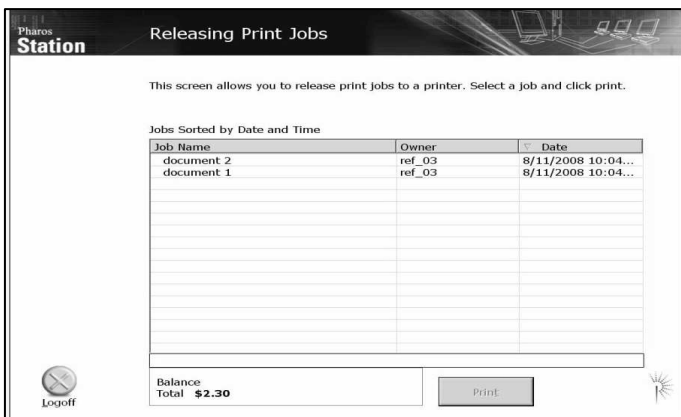 Pharos
Station
Releasing Print Jobs
This screen allows you to release print jobs to a printer. Select a job and click print.
Jobs Sorted by Date and Time
Job Name Owner Date
document 2 ref_03 8/11/2008 10:04...
document 1 ref_03 8/11/2008 10:04...
Balance
Total $2.30
Print
Logoff